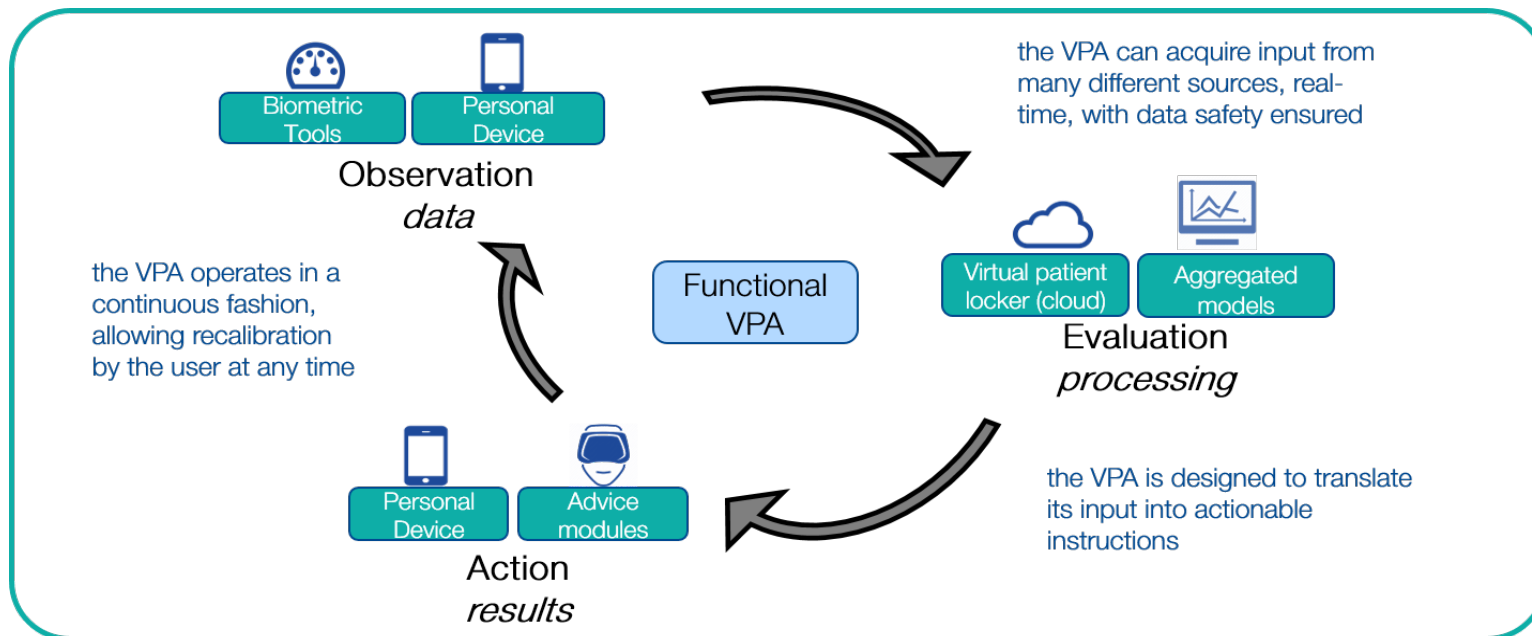 the VPA can acquire input from
many different sources, real-
time, with data safety ensured
Biometric
Tools
Personal
Device
Observation
data
Virtual patient
locker (cloud)
Aggregated
models
Evaluation
processing
the VPA operates in a
continuous fashion,
allowing recalibration
by the user at any time
Functional
VPA
Personal
Device
Advice
modules
Action
results
the VPA is designed to translate
its input into actionable
instructions